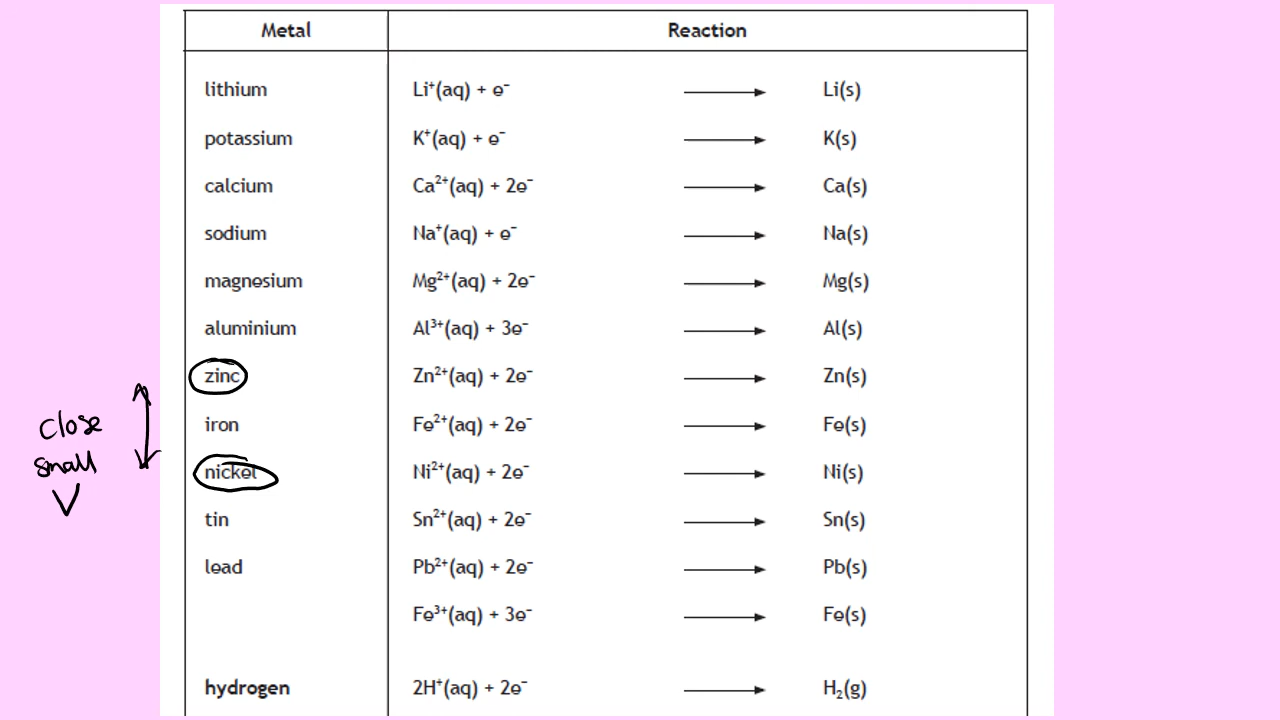 Metal Reaction
lithium Li⁺(aq) + e⁻ ⟶ Li(s)
potassium K⁺(aq) + e⁻ ⟶ K(s)
calcium Ca²⁺(aq) + 2e⁻ ⟶ Ca(s)
sodium Na⁺(aq) + e⁻ ⟶ Na(s)
magnesium Mg²⁺(aq) + 2e⁻ ⟶ Mg(s)
aluminium Al³⁺(aq) + 3e⁻ ⟶ Al(s)
zinc Zn²⁺(aq) + 2e⁻ ⟶ Zn(s)
close
iron Fe²⁺(aq) + 2e⁻ ⟶ Fe(s)
small
nickel Ni²⁺(aq) + 2e⁻ ⟶ Ni(s)
V
tin Sn²⁺(aq) + 2e⁻ ⟶ Sn(s)
lead Pb²⁺(aq) + 2e⁻ ⟶ Pb(s)
Fe³⁺(aq) + 3e⁻ ⟶ Fe(s)
hydrogen 2H⁺(aq) + 2e⁻ ⟶ H₂(g)